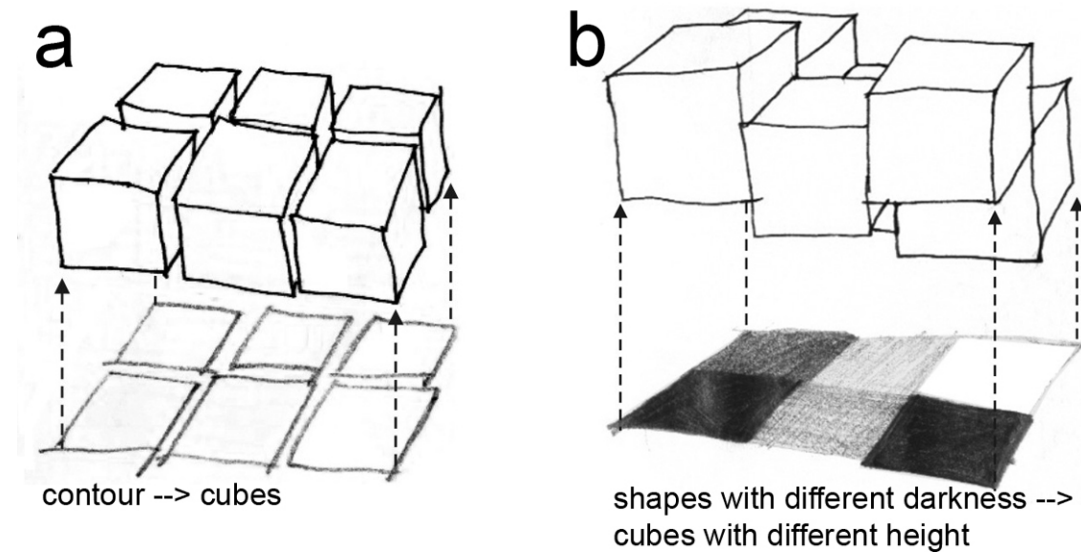 a
b
contour --> cubes
shapes with different darkness -->
cubes with different height